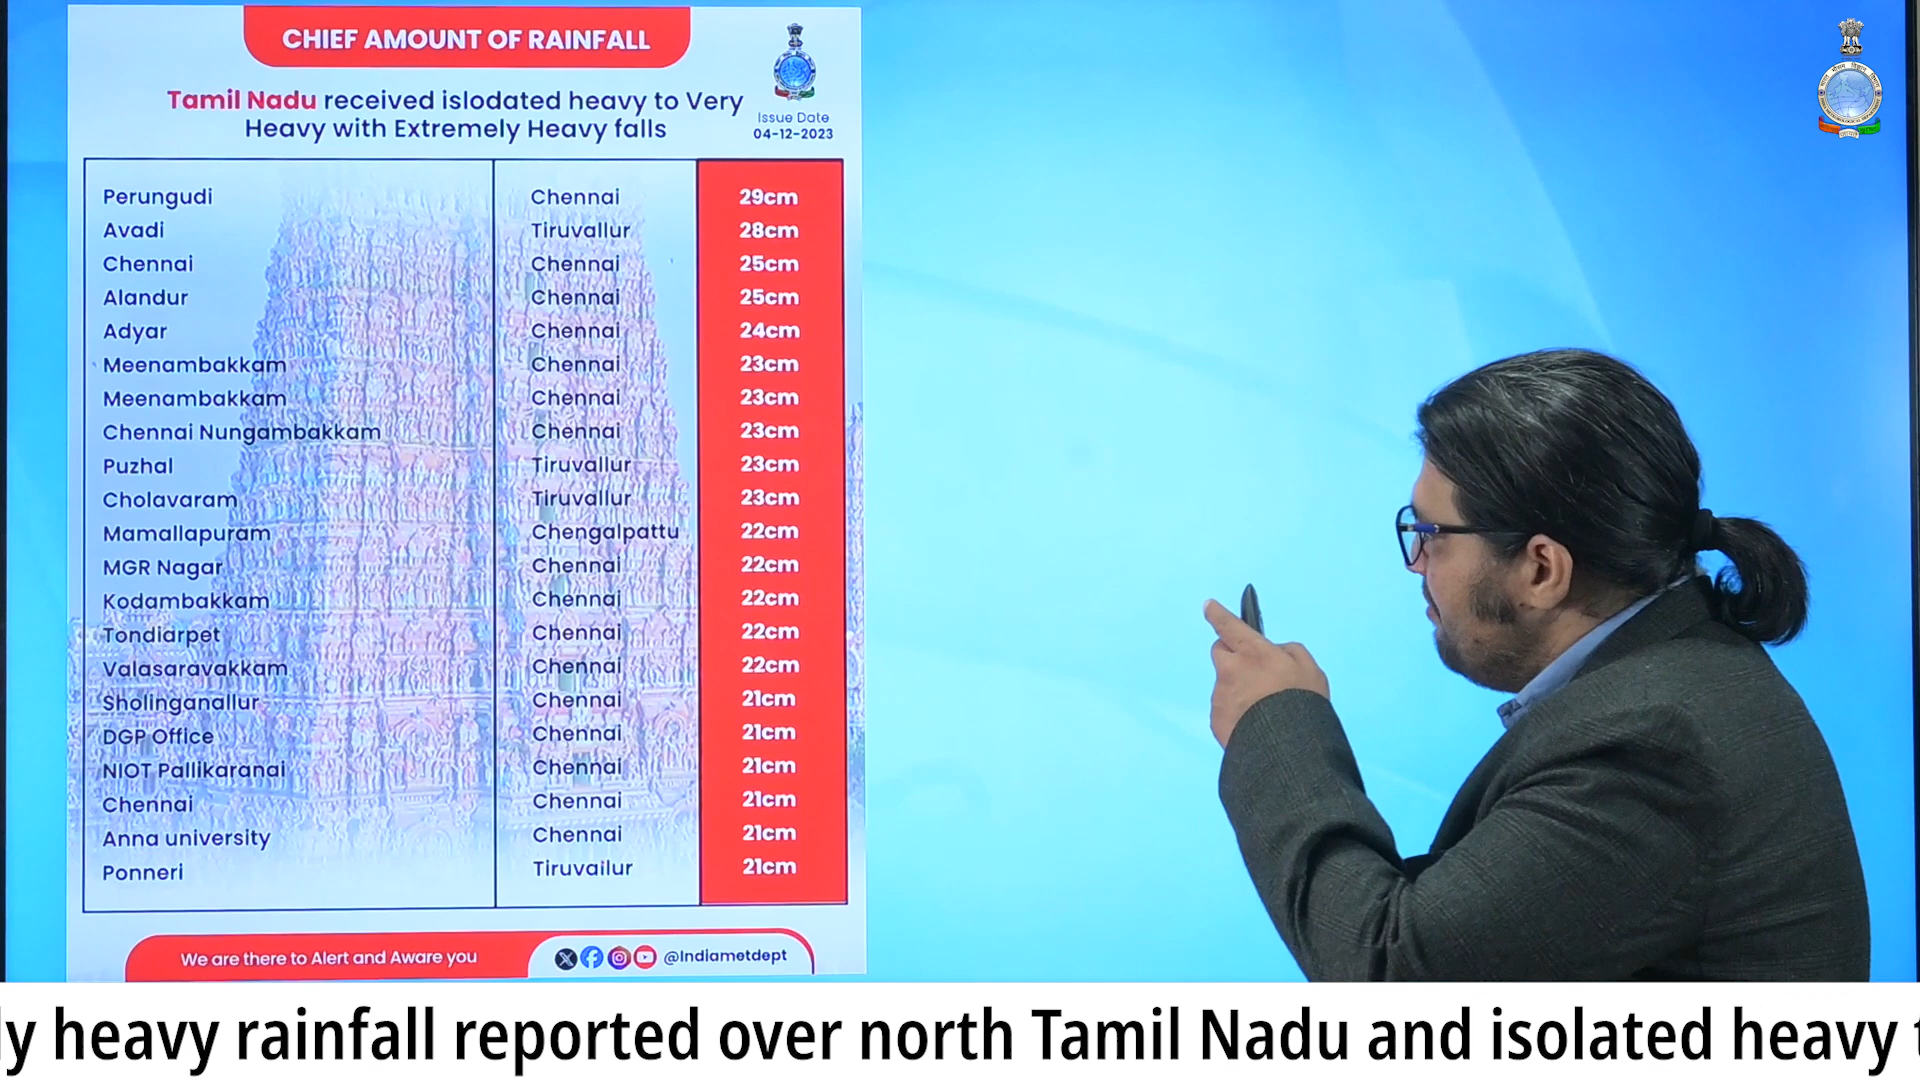 CHIEF AMOUNT OF RAINFALL
Tamil Nadu received islodated heavy to Very
Heavy with Extremely Heavy falls
Issue Date
04-12-2023
Perungudi Chennai 29cm
Avadi Tiruvallur 28cm
Chennai Chennai 25cm
Alandur Chennai 25cm
Adyar Chennai 24cm
Meenambakkam Chennai 23cm
Meenambakkam Chennai 23cm
Chennai Nungambakkam Chennai 23cm
Puzhal Tiruvallur 23cm
Cholavaram Tiruvallur 23cm
Mamallapuram Chengalpattu 22cm
MGR Nagar Chennai 22cm
Kodambakkam Chennai 22cm
Tondiarpet Chennai 22cm
Valasaravakkam Chennai 22cm
Sholinganallur Chennai 21cm
DGP Office Chennai 21cm
NIOT Pallikaranai Chennai 21cm
Chennai Chennai 21cm
Anna university Chennai 21cm
Ponneri Tiruvailur 21cm
We are there to Alert and Aware you
@Indiametdept
ly heavy rainfall reported over north Tamil Nadu and isolated heavy